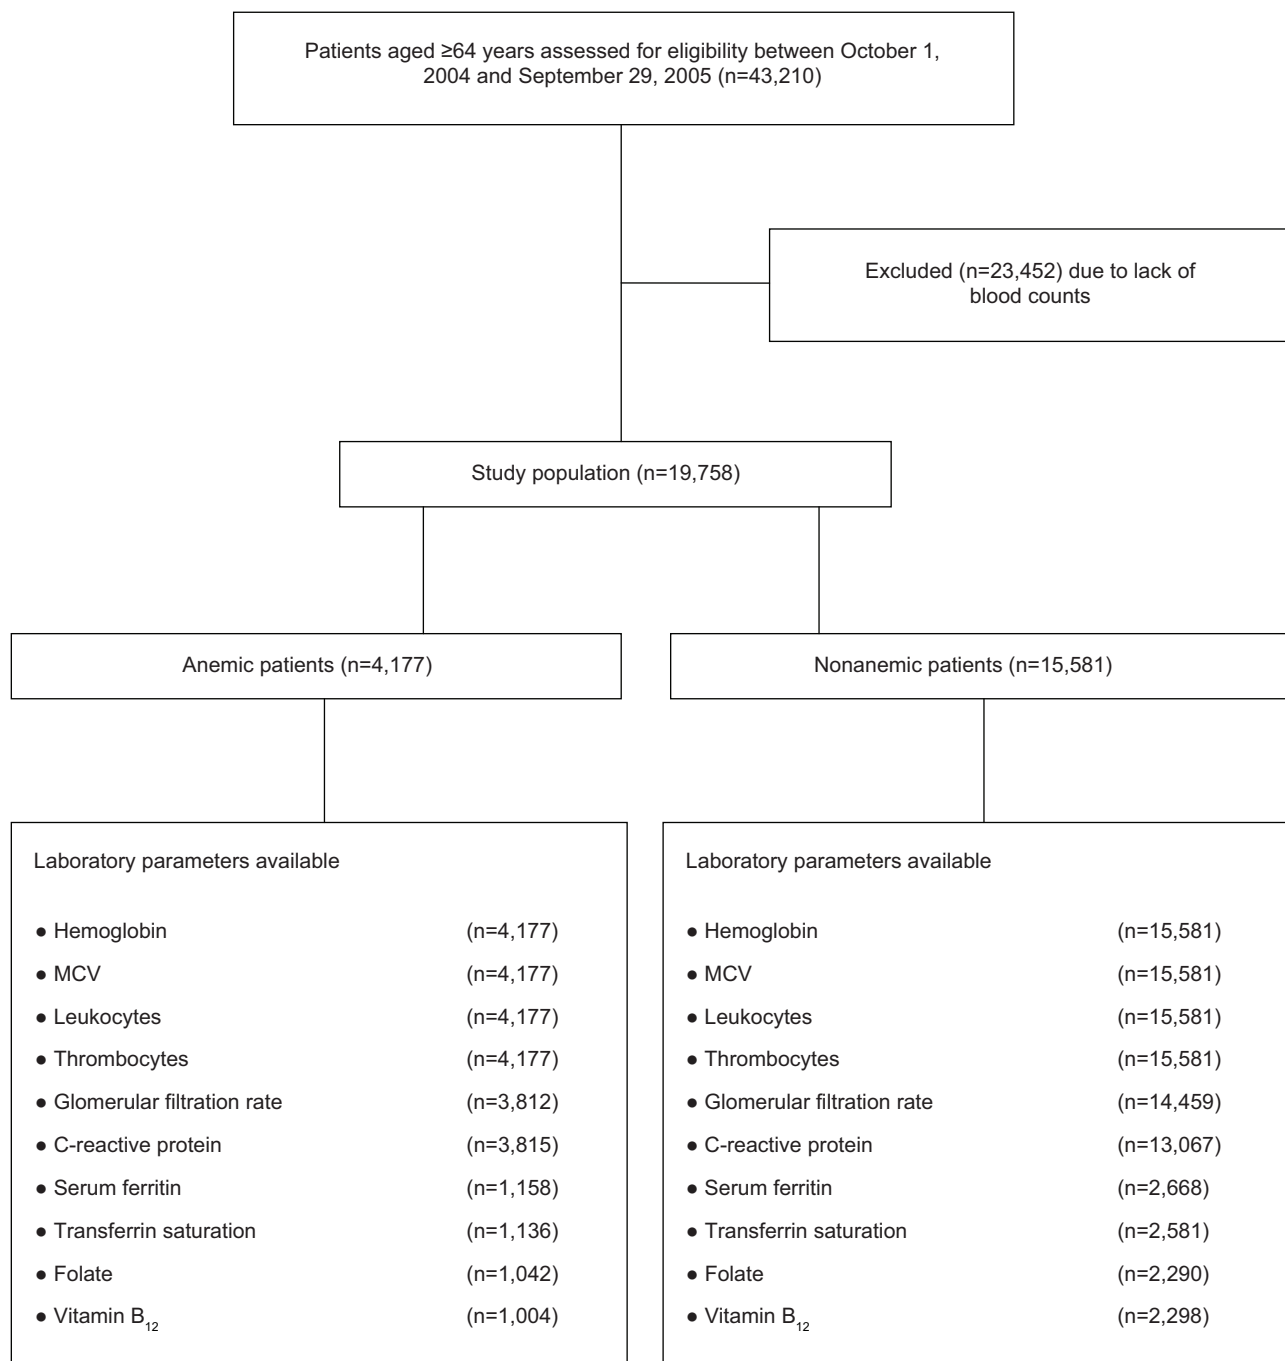 Patients aged ≥64 years assessed for eligibility between October 1,
2004 and September 29, 2005 (n=43,210)
Excluded (n=23,452) due to lack of
blood counts
Study population (n=19,758)
Anemic patients (n=4,177)
Nonanemic patients (n=15,581)
Laboratory parameters available
● Hemoglobin (n=4,177)
● MCV (n=4,177)
● Leukocytes (n=4,177)
● Thrombocytes (n=4,177)
● Glomerular filtration rate (n=3,812)
● C-reactive protein (n=3,815)
● Serum ferritin (n=1,158)
● Transferrin saturation (n=1,136)
● Folate (n=1,042)
● Vitamin B12 (n=1,004)
Laboratory parameters available
● Hemoglobin (n=15,581)
● MCV (n=15,581)
● Leukocytes (n=15,581)
● Thrombocytes (n=15,581)
● Glomerular filtration rate (n=14,459)
● C-reactive protein (n=13,067)
● Serum ferritin (n=2,668)
● Transferrin saturation (n=2,581)
● Folate (n=2,290)
● Vitamin B12 (n=2,298)